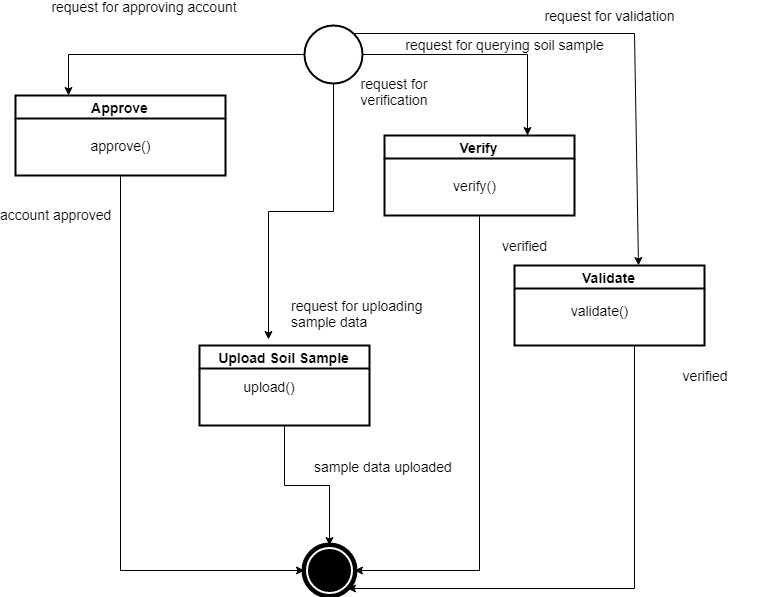 request for approving account
request for validation
request for querying soil sample
request for
verification
Approve
approve()
Verify
verify()
account approved
verified
Validate
validate()
request for uploading
sample data
Upload Soil Sample
upload()
verified
sample data uploaded